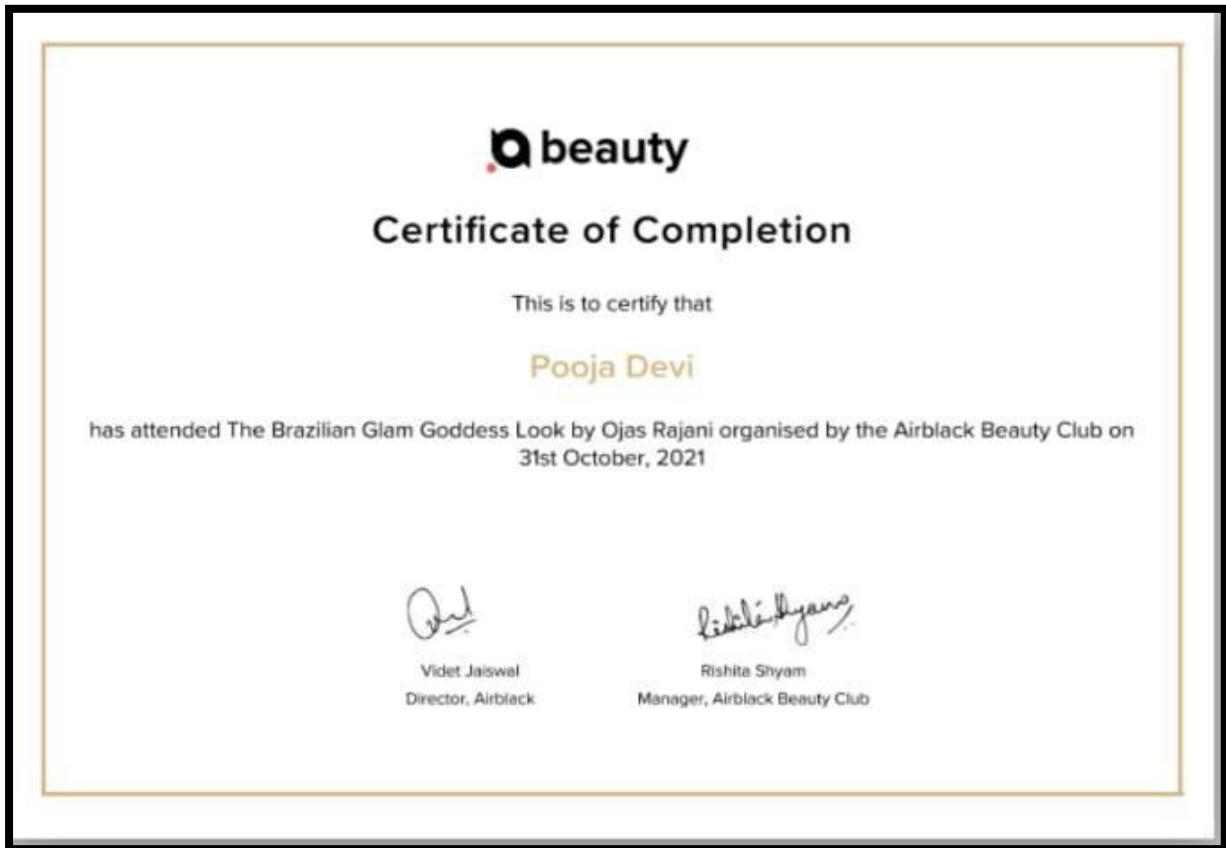 a beauty
Certificate of Completion
This is to certify that
Pooja Devi
has attended The Brazilian Glam Goddess Look by Ojas Rajani organised by the Airblack Beauty Club on
31st October, 2021
Rishita Shyam
Videt Jaiswal
Rishita Shyam
Director, Airblack
Manager, Airblack Beauty Club